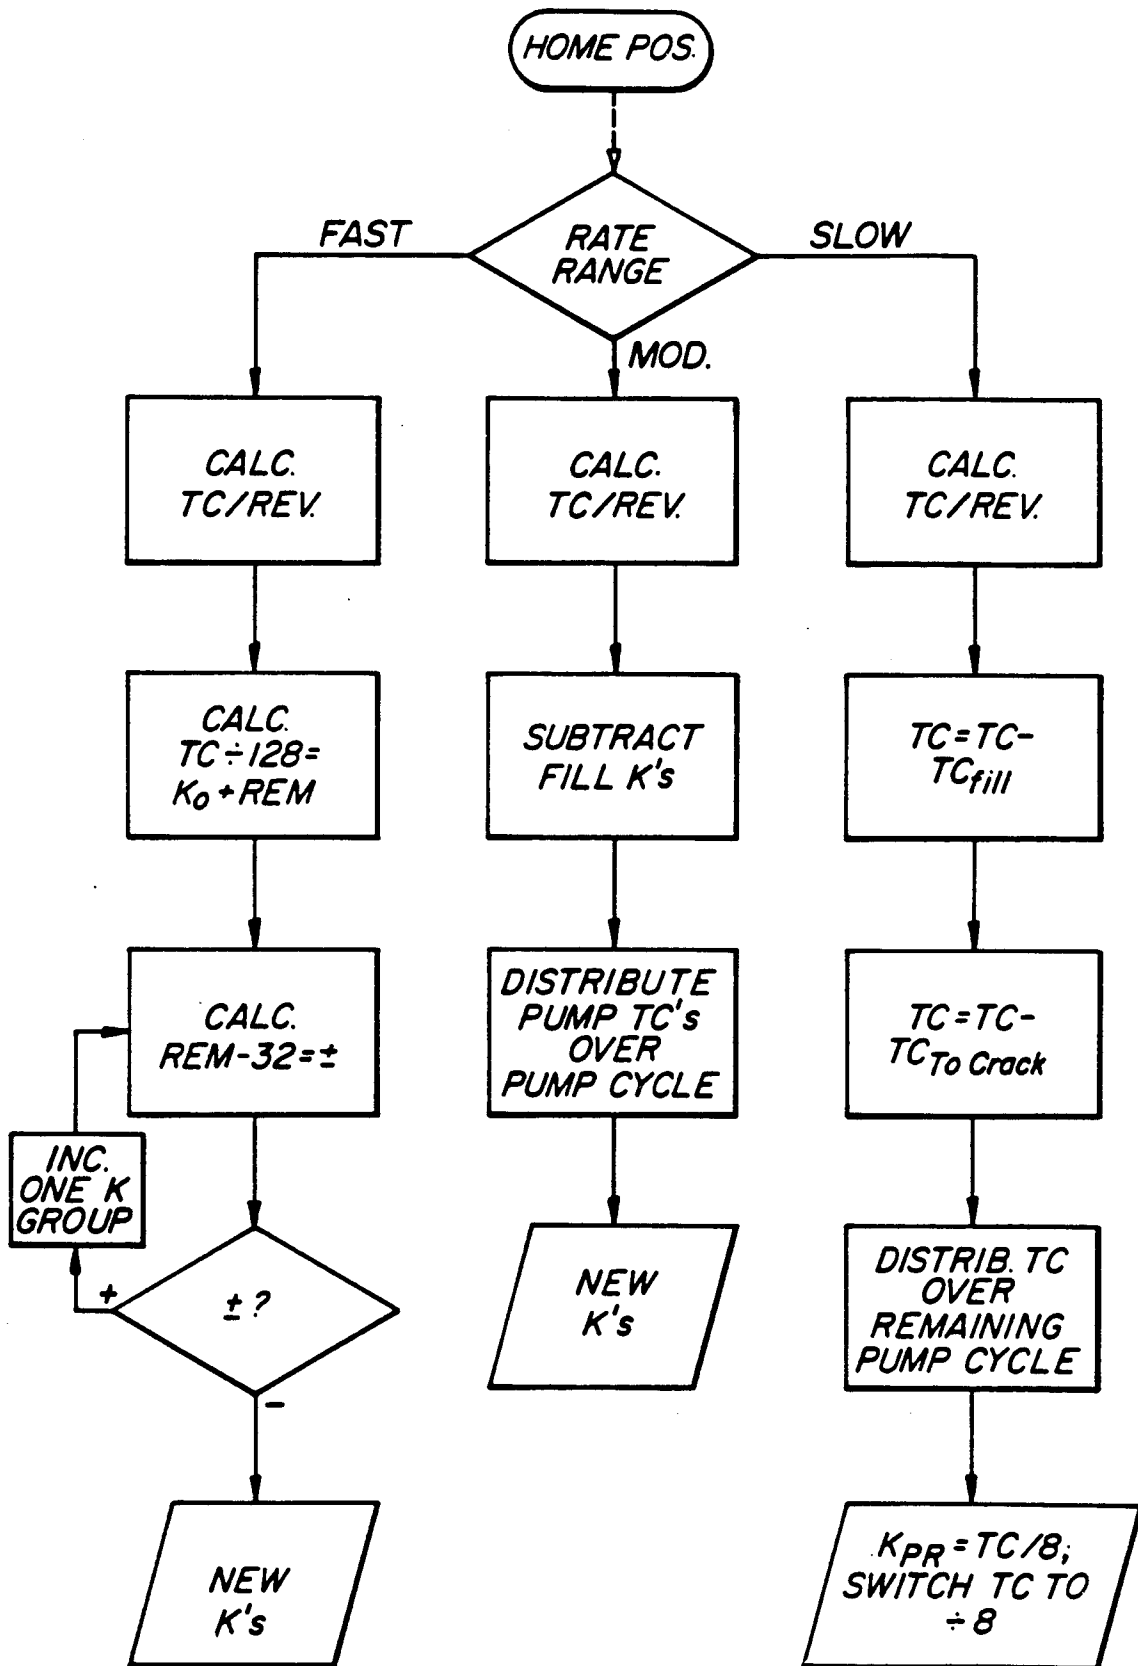 HOME POS.
RATE
RANGE
FAST
SLOW
MOD.
CALC.
TC/REV.
CALC.
TC÷128=
K₀+REM
CALC.
REM-32=±
INC.
ONE K
GROUP
+
±?
-
NEW
K's
CALC.
TC/REV.
SUBTRACT
FILL K's
DISTRIBUTE
PUMP TC's
OVER
PUMP CYCLE
NEW
K's
CALC.
TC/REV.
TC=TC-
TCfill
TC=TC-
TCTo Crack
DISTRIB. TC
OVER
REMAINING
PUMP CYCLE
KPR=TC/8;
SWITCH TC TO
÷8